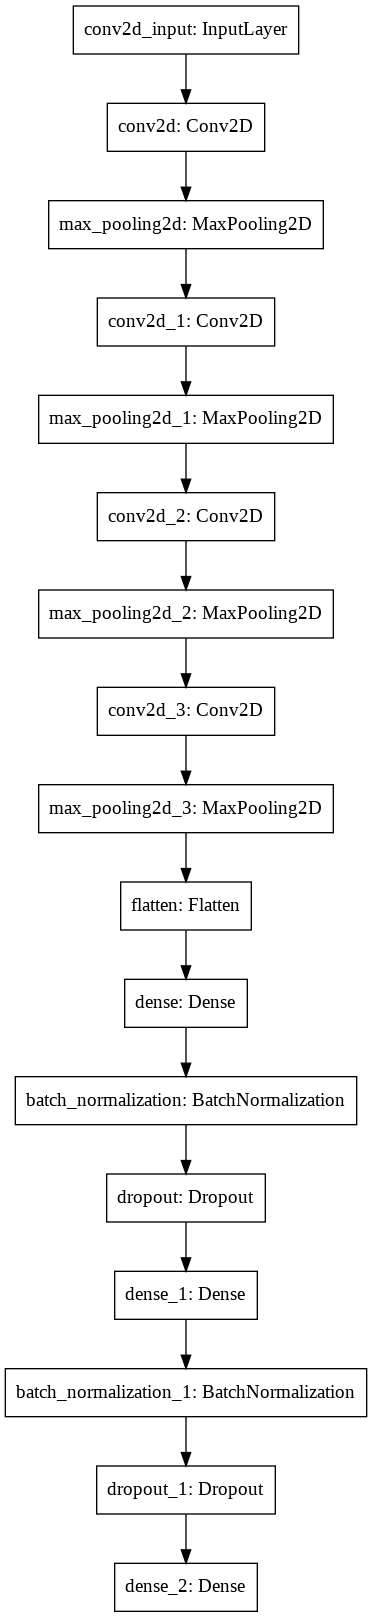 conv2d_input: InputLayer
conv2d: Conv2D
max_pooling2d: MaxPooling2D
conv2d_1: Conv2D
max_pooling2d_1: MaxPooling2D
conv2d_2: Conv2D
max_pooling2d_2: MaxPooling2D
conv2d_3: Conv2D
max_pooling2d_3: MaxPooling2D
flatten: Flatten
dense: Dense
batch_normalization: BatchNormalization
dropout: Dropout
dense_1: Dense
batch_normalization_1: BatchNormalization
dropout_1: Dropout
dense_2: Dense